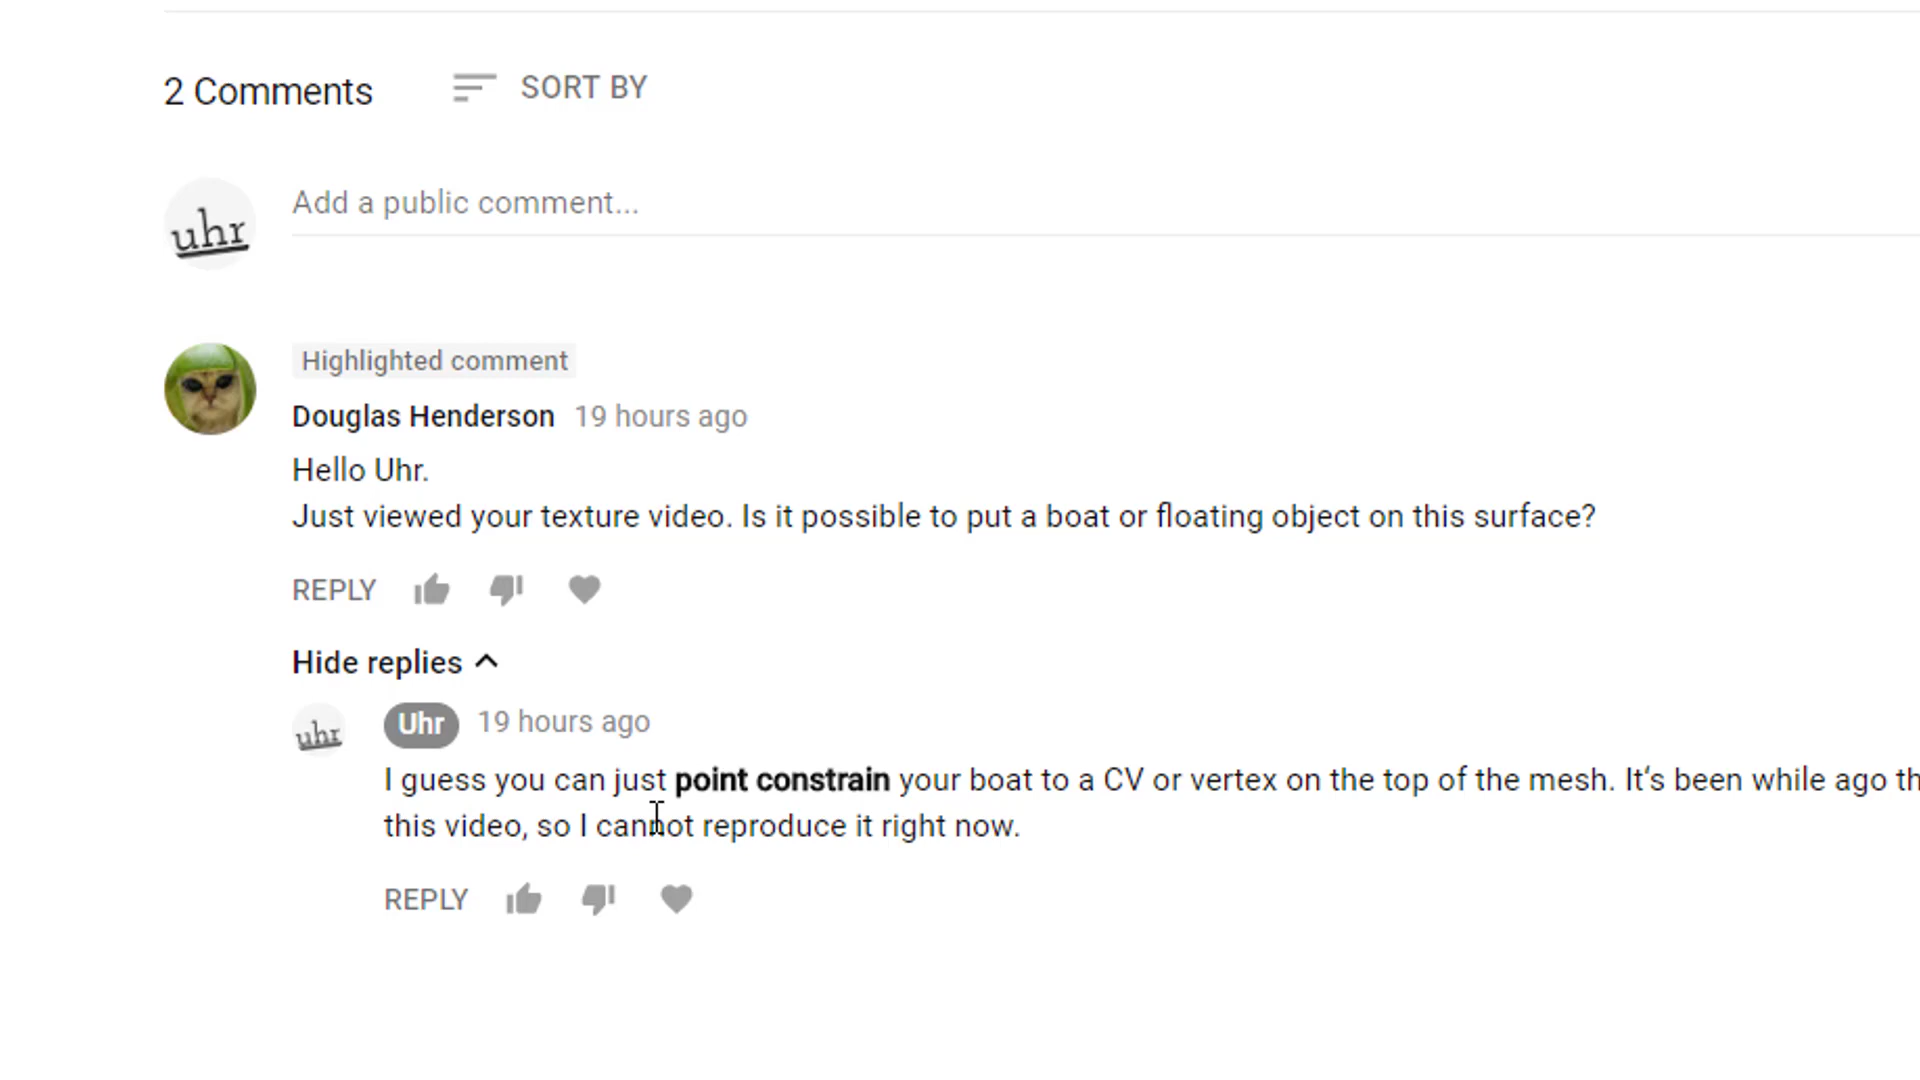 2 Comments SORT BY
uhr
Add a public comment...
Highlighted comment
Douglas Henderson 19 hours ago
Hello Uhr.
Just viewed your texture video. Is it possible to put a boat or floating object on this surface?
REPLY
Hide replies
uhr
Uhr 19 hours ago
I guess you can just point constrain your boat to a CV or vertex on the top of the mesh. It‘s been while ago th
this video, so I cannot reproduce it right now.
REPLY